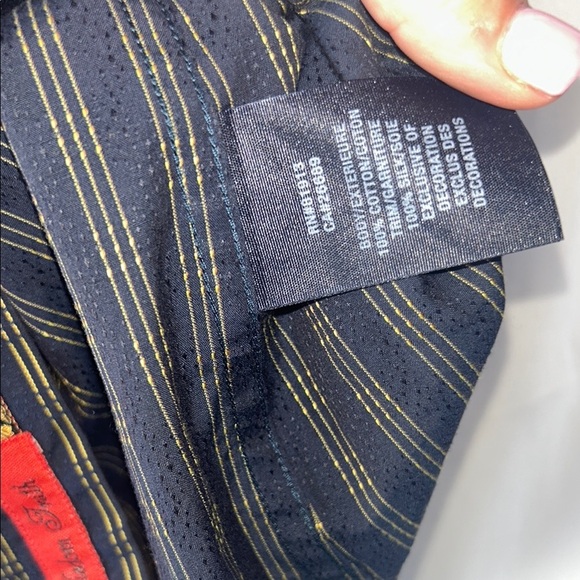 RN#61913
CA#26689
BODY/EXTERIEURE
100% COTTON/COTON
TRIM/GARNITURE
100% SILK/SOIE
EXCLUSIVE OF
DECORATION
EXCLUS DES
DECORATIONS